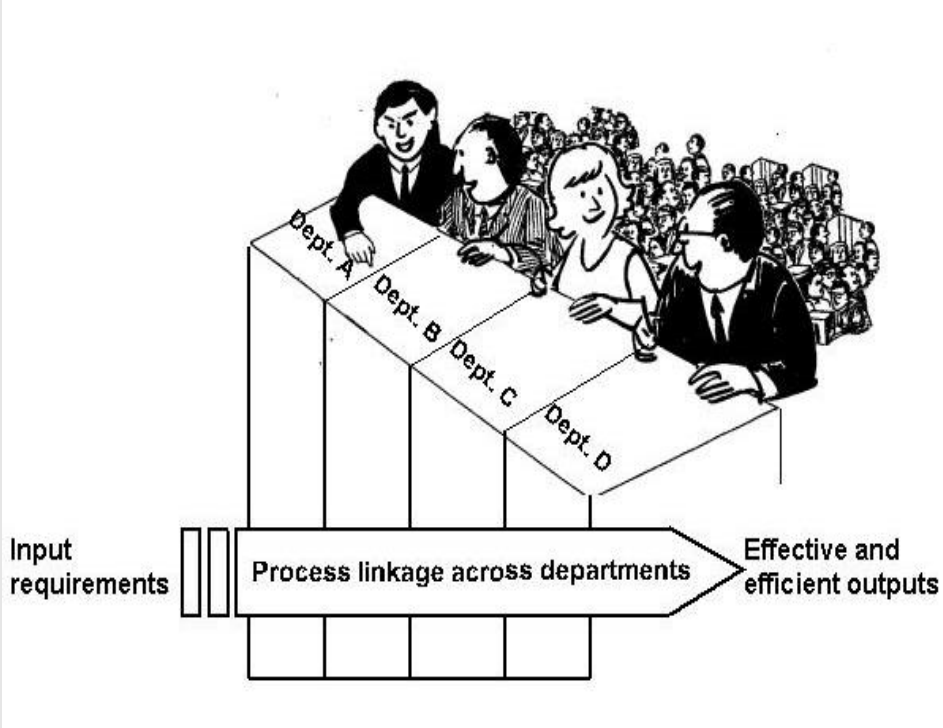 Dept. A
Dept. B
Dept. C
Dept. D
Input
requirements
Process linkage across departments
Effective and
efficient outputs